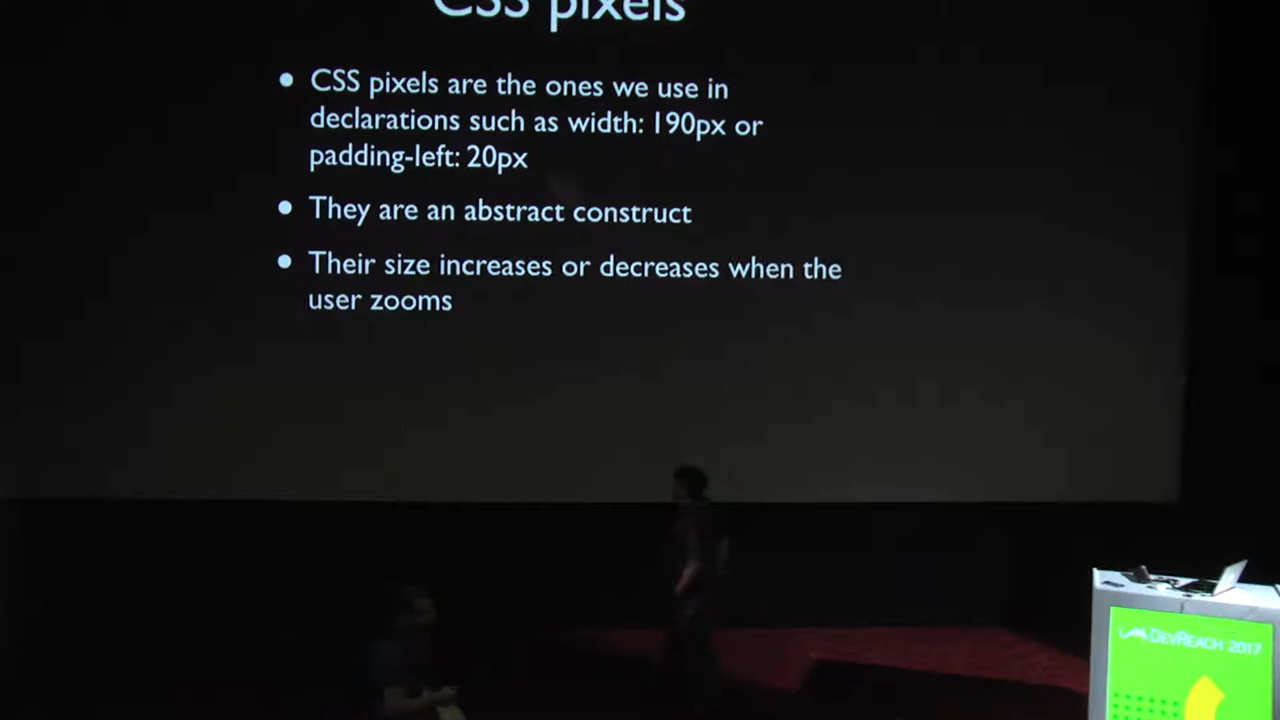 CSS pixels
• CSS pixels are the ones we use in
declarations such as width: 190px or
padding-left: 20px
• They are an abstract construct
• Their size increases or decreases when the
user zooms
DEVREACH 2017